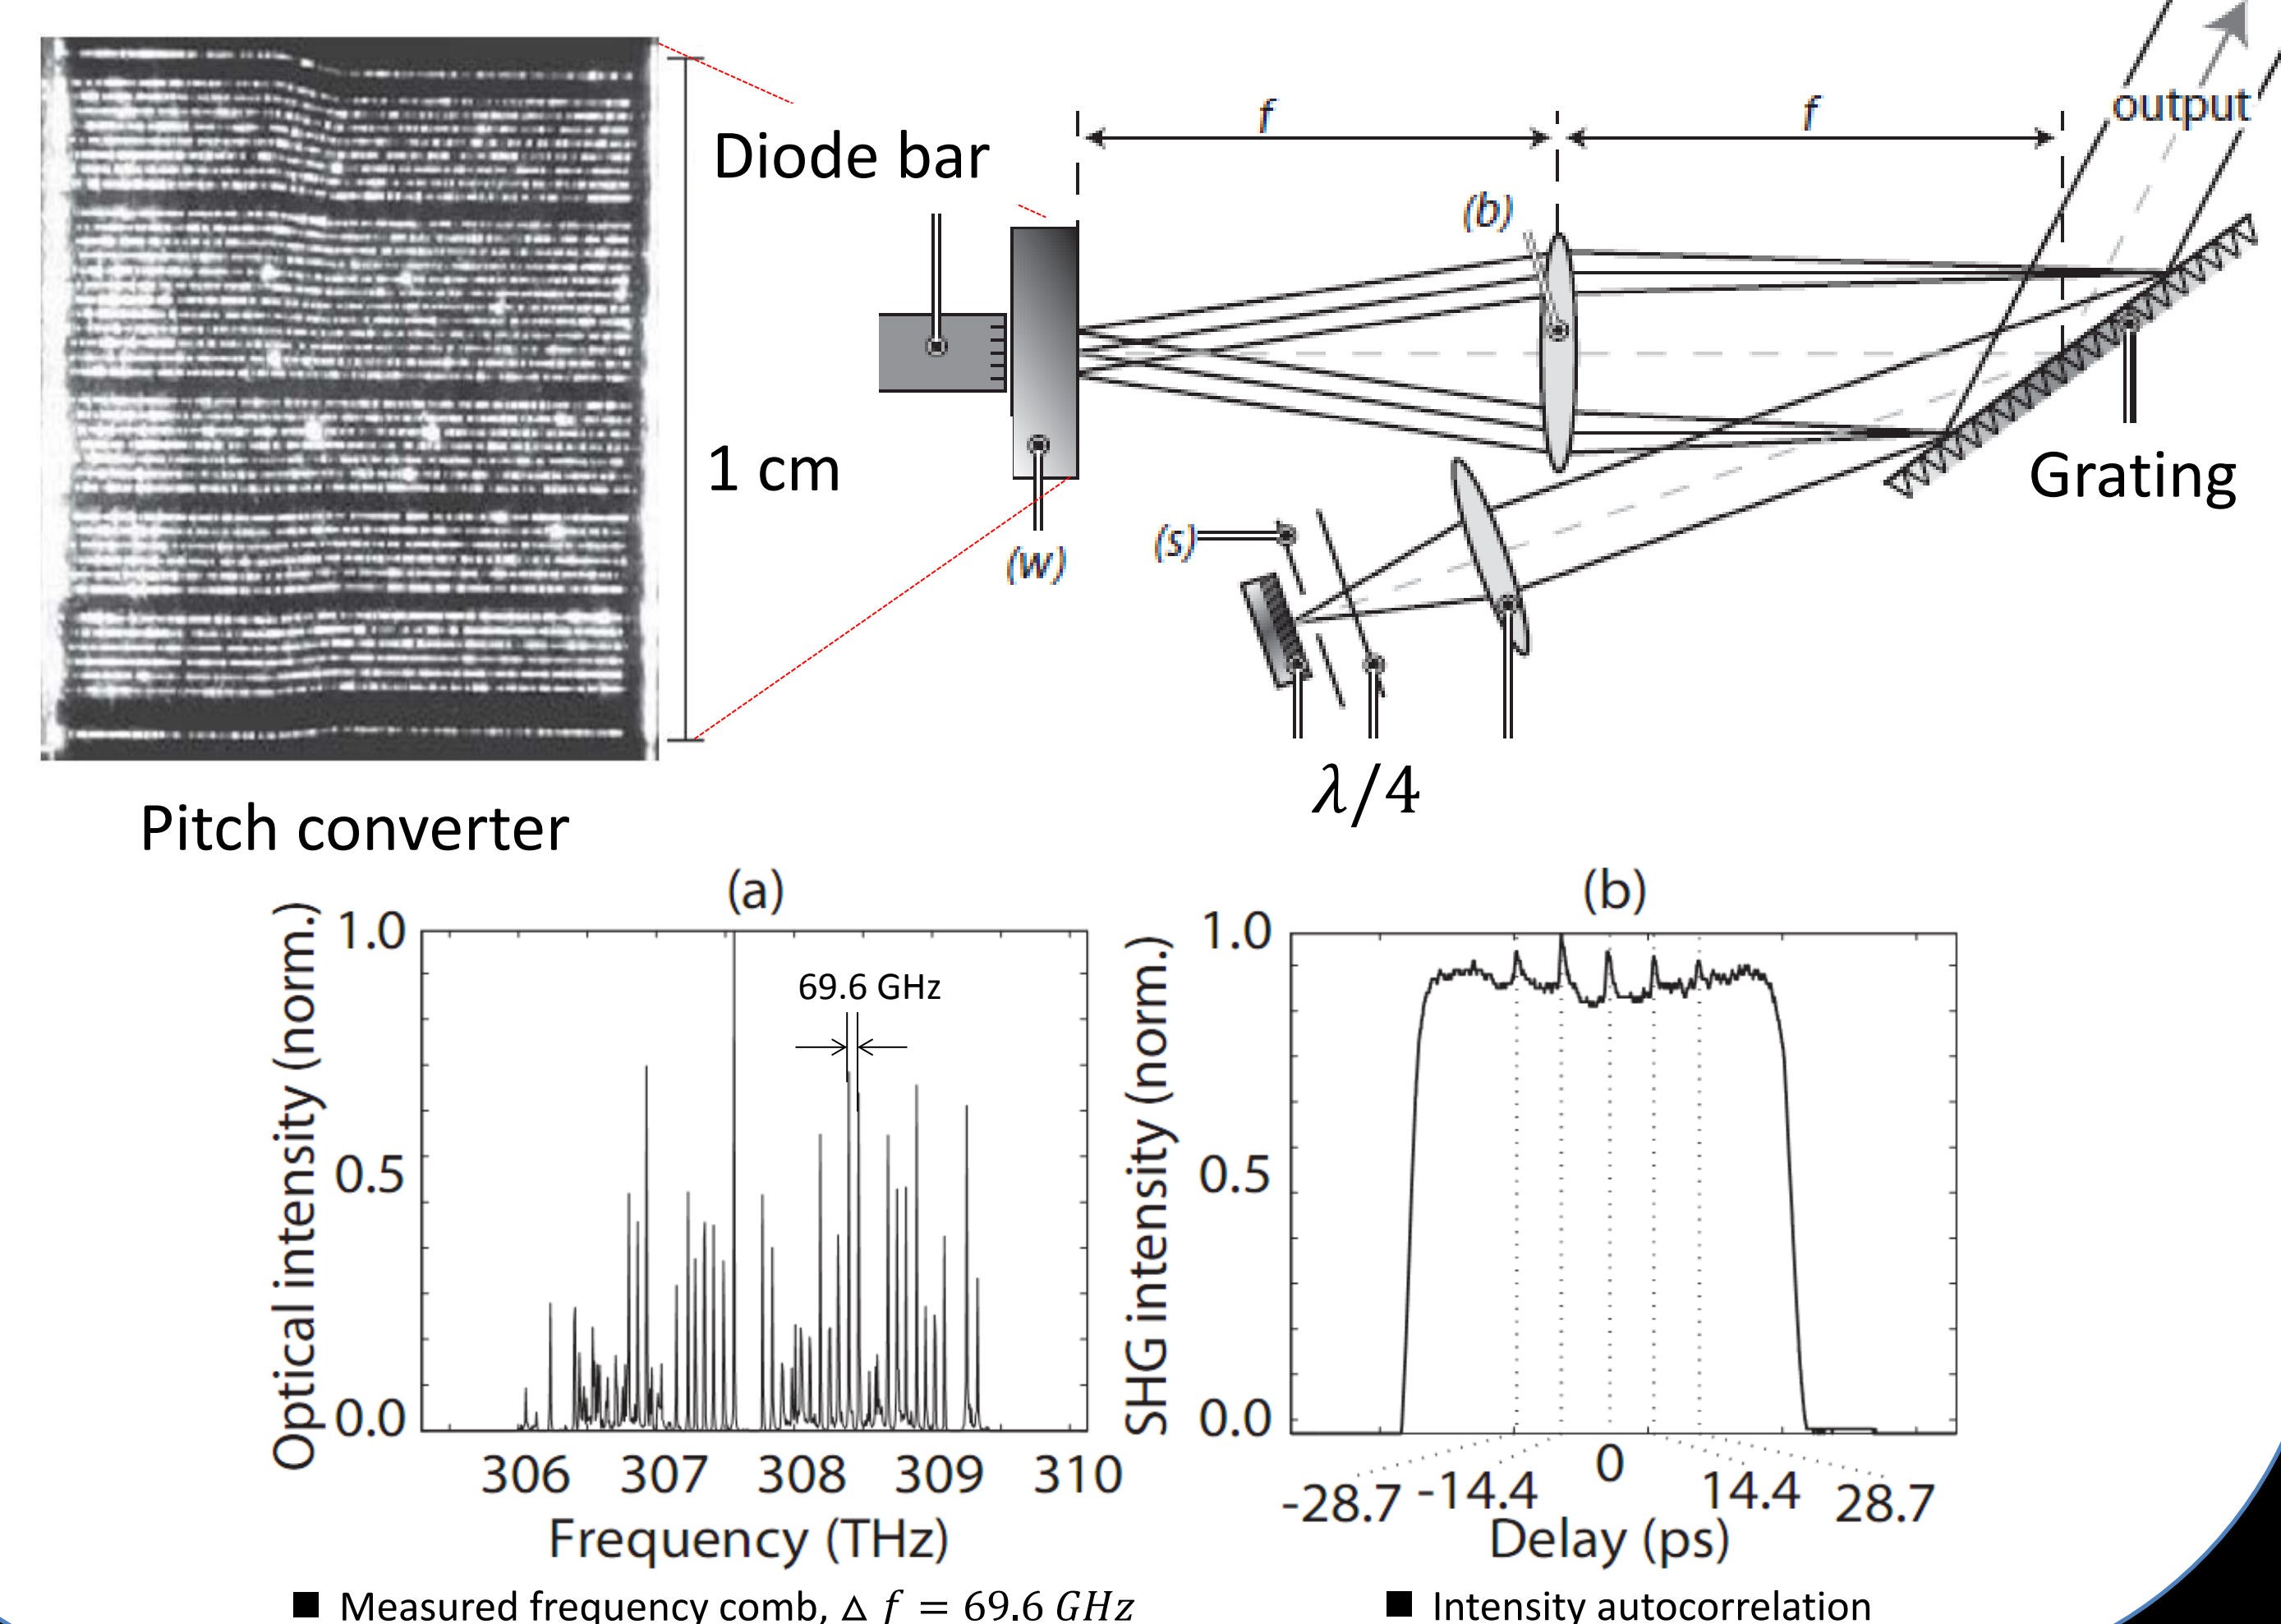 f
f
output
Diode bar
(b)
1 cm
Grating
(s)
(w)
λ/4
Pitch converter
(a)
Optical intensity (norm.)
1.0
0.5
0.0
69.6 GHz
306 307 308 309 310
Frequency (THz)
(b)
SHG intensity (norm.)
1.0
0.5
0.0
-28.7 -14.4 0 14.4 28.7
Delay (ps)
■ Measured frequency comb, △ f = 69.6 GHz
■ Intensity autocorrelation